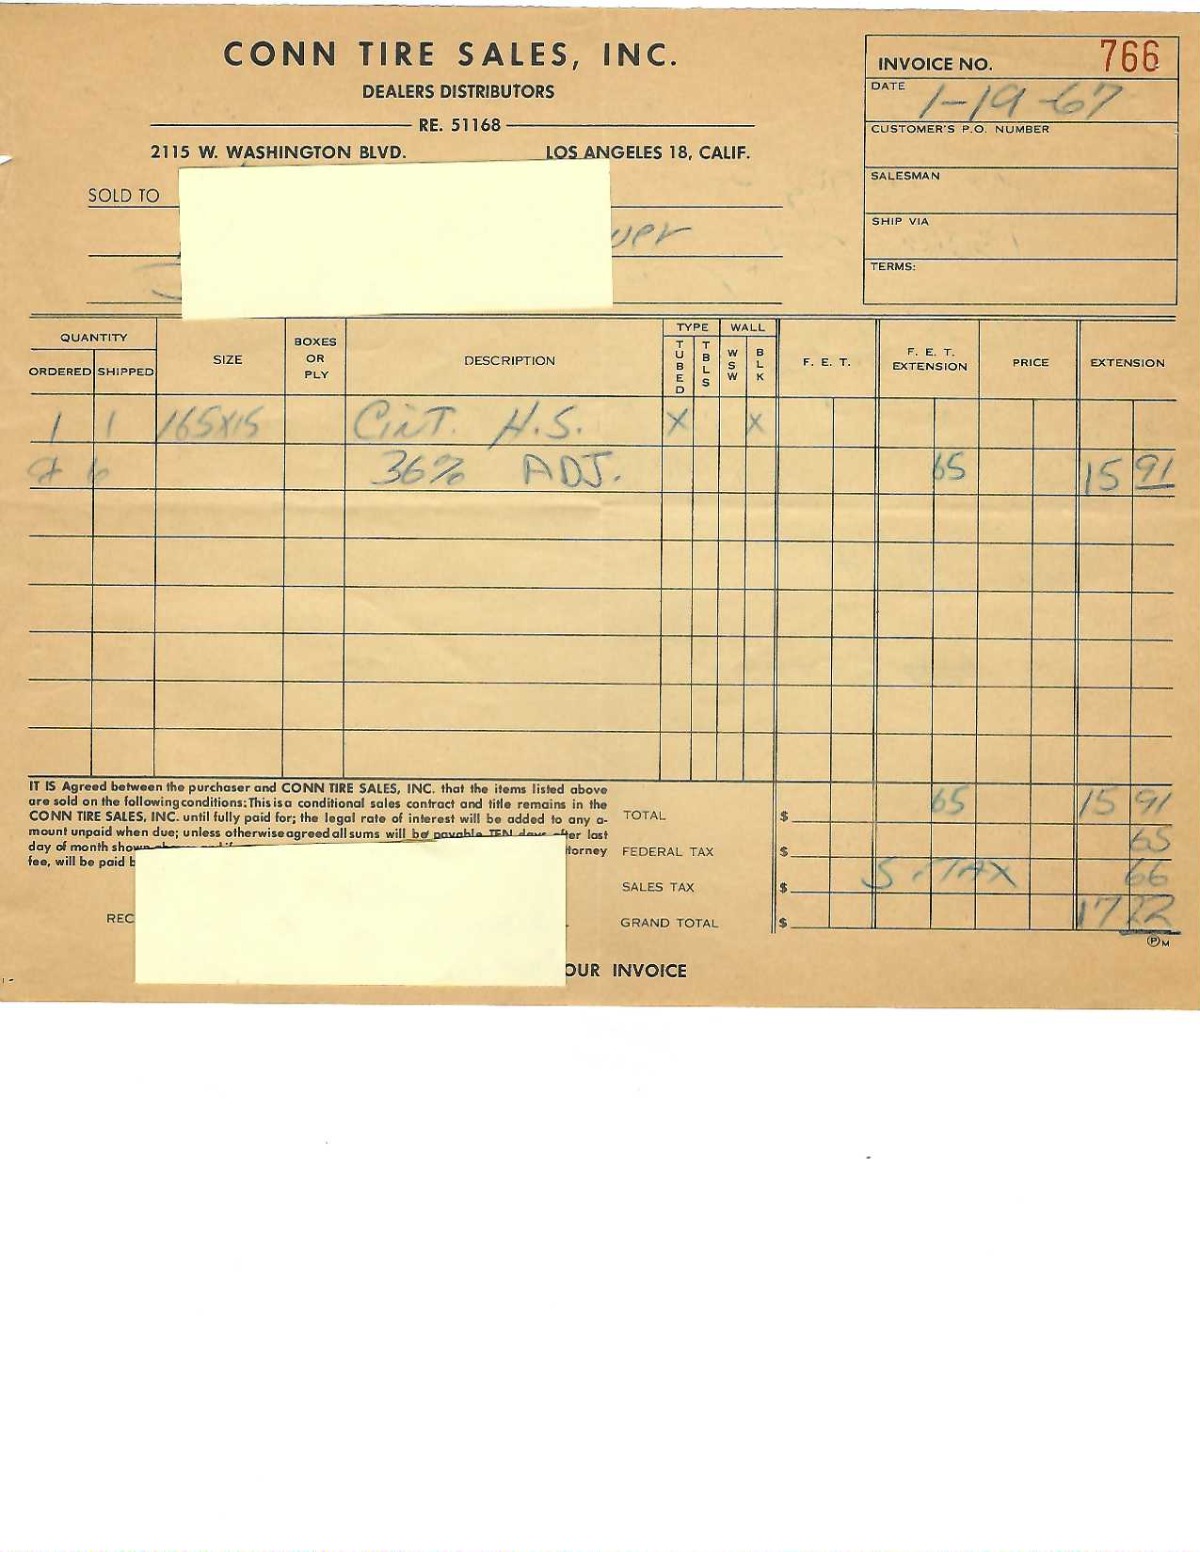 CONN TIRE SALES, INC.
DEALERS DISTRIBUTORS
RE. 51168
2115 W. WASHINGTON BLVD. LOS ANGELES 18, CALIF.
INVOICE NO. 766
DATE 1-19-67
CUSTOMER'S P.O. NUMBER
SALESMAN
SHIP VIA
TERMS:
SOLD TO
QUANTITY
ORDERED SHIPPED
SIZE
BOXES OR PLY
DESCRIPTION
TYPE WALL
TUBED TBLS WSW BLK
F. E. T.
F. E. T. EXTENSION
PRICE
EXTENSION
1 1 165X15 CINT. H.S. X X
36% ADJ. 65 15 91
IT IS Agreed between the purchaser and CONN TIRE SALES, INC. that the items listed above
are sold on the following conditions: This is a conditional sales contract and title remains in the
CONN TIRE SALES, INC. until fully paid for; the legal rate of interest will be added to any a-
mount unpaid when due; unless otherwise agreed all sums will be payable TEN days after last
day of month
fee, will be paid
TOTAL $ 65 15 91
FEDERAL TAX $ 65
SALES TAX $ S. TAX 66
GRAND TOTAL $ 17 22
PM
OUR INVOICE